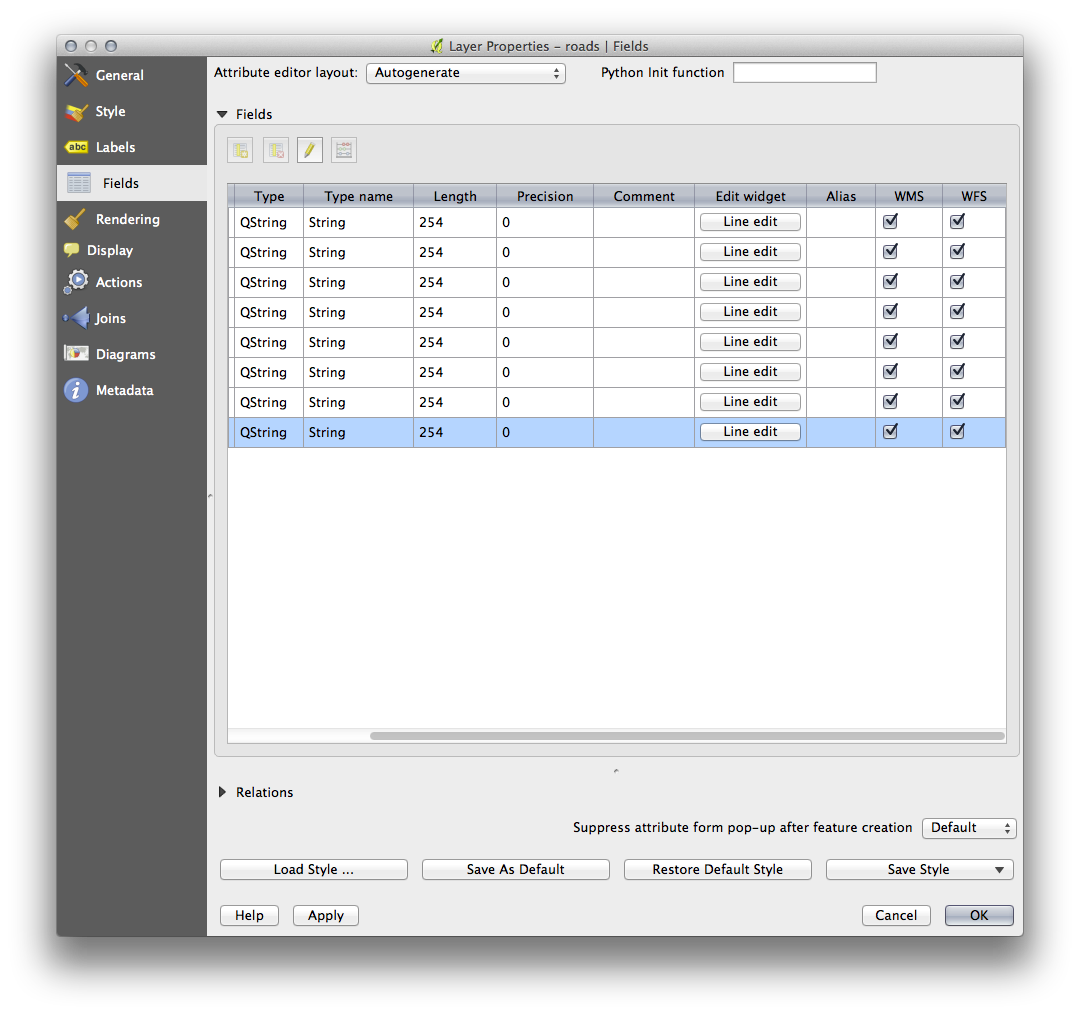 Layer Properties – roads | Fields
General
Style
abc Labels
Fields
Rendering
Display
Actions
Joins
i Metadata
Diagrams
Attribute editor layout: Autogenerate Python Init function
Fields
Type Type name Length Precision Comment Edit widget Alias WMS WFS
QString String 254 0 Line edit
QString String 254 0 Line edit
QString String 254 0 Line edit
QString String 254 0 Line edit
QString String 254 0 Line edit
QString String 254 0 Line edit
QString String 254 0 Line edit
QString String 254 0 Line edit
Relations
Suppress attribute form pop-up after feature creation Default
Load Style ... Save As Default Restore Default Style Save Style
Help Apply Cancel OK